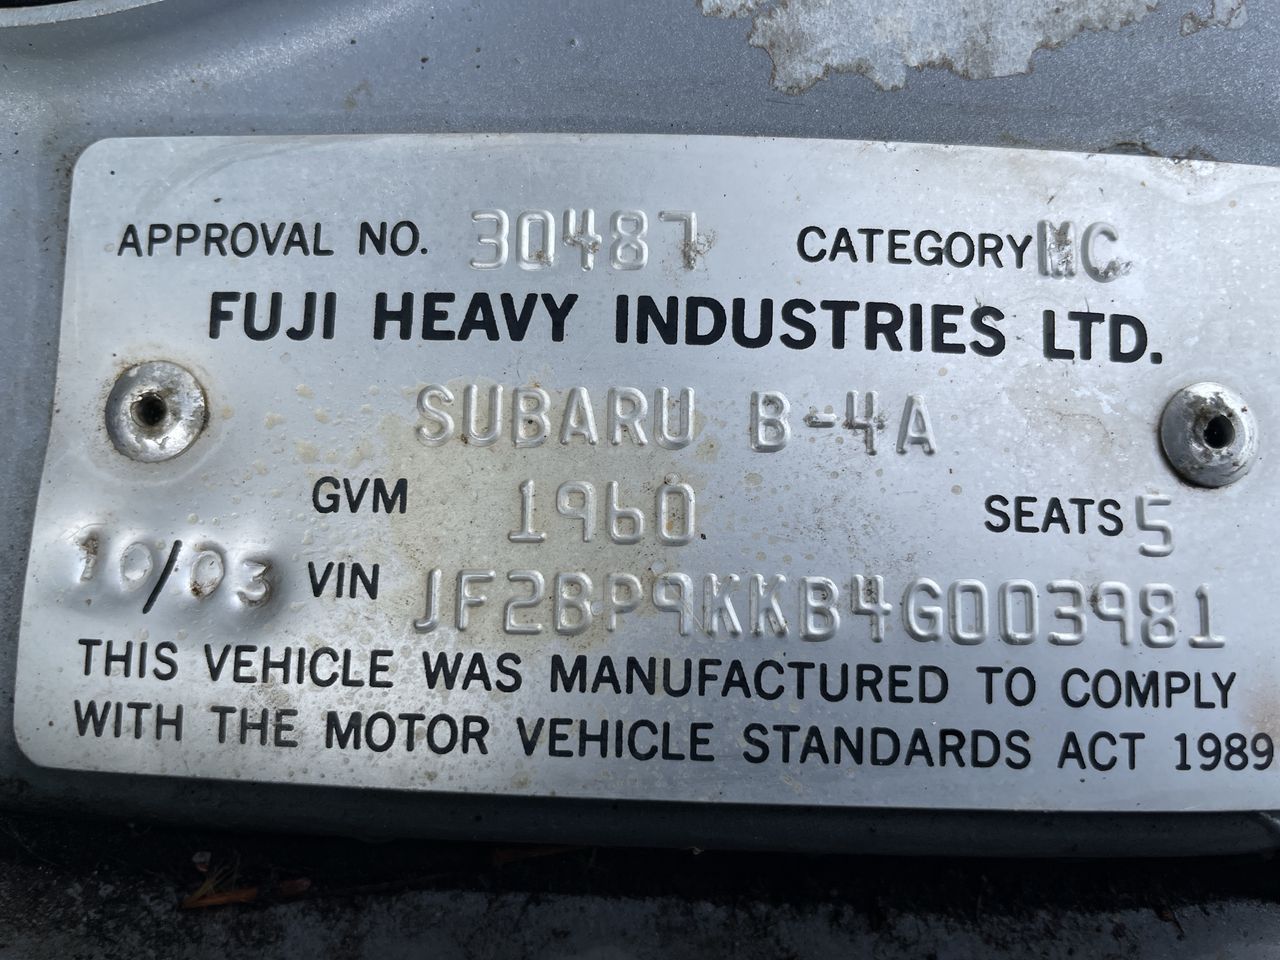 APPROVAL NO. 30487 CATEGORY MC
FUJI HEAVY INDUSTRIES LTD.
SUBARU B-4A
GVM 1960 SEATS 5
10/03 VIN JF2BP9KKB4G003981
THIS VEHICLE WAS MANUFACTURED TO COMPLY
WITH THE MOTOR VEHICLE STANDARDS ACT 1989